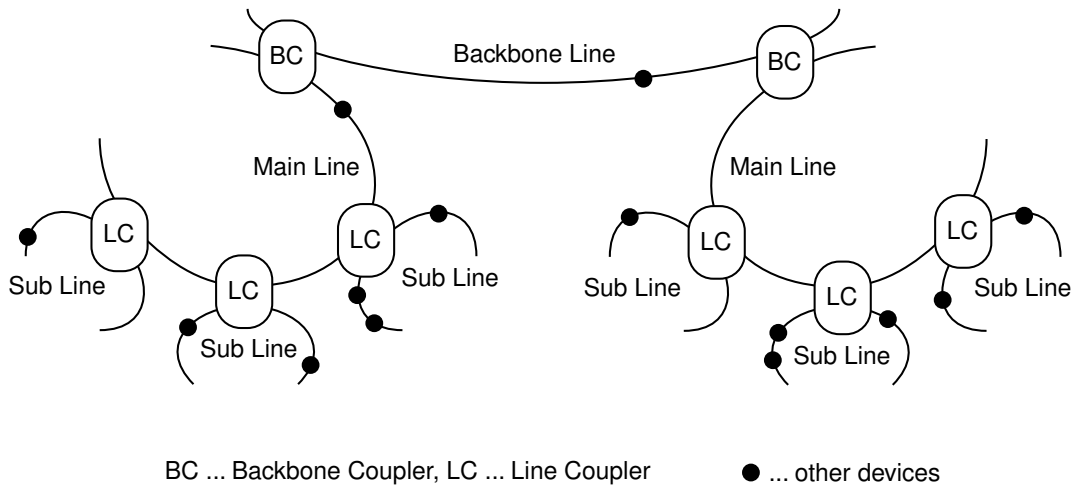 BC
Backbone Line
BC
Main Line
Main Line
LC
LC
LC
LC
LC
LC
Sub Line
Sub Line
Sub Line
Sub Line
Sub Line
Sub Line
BC ... Backbone Coupler, LC ... Line Coupler
... other devices